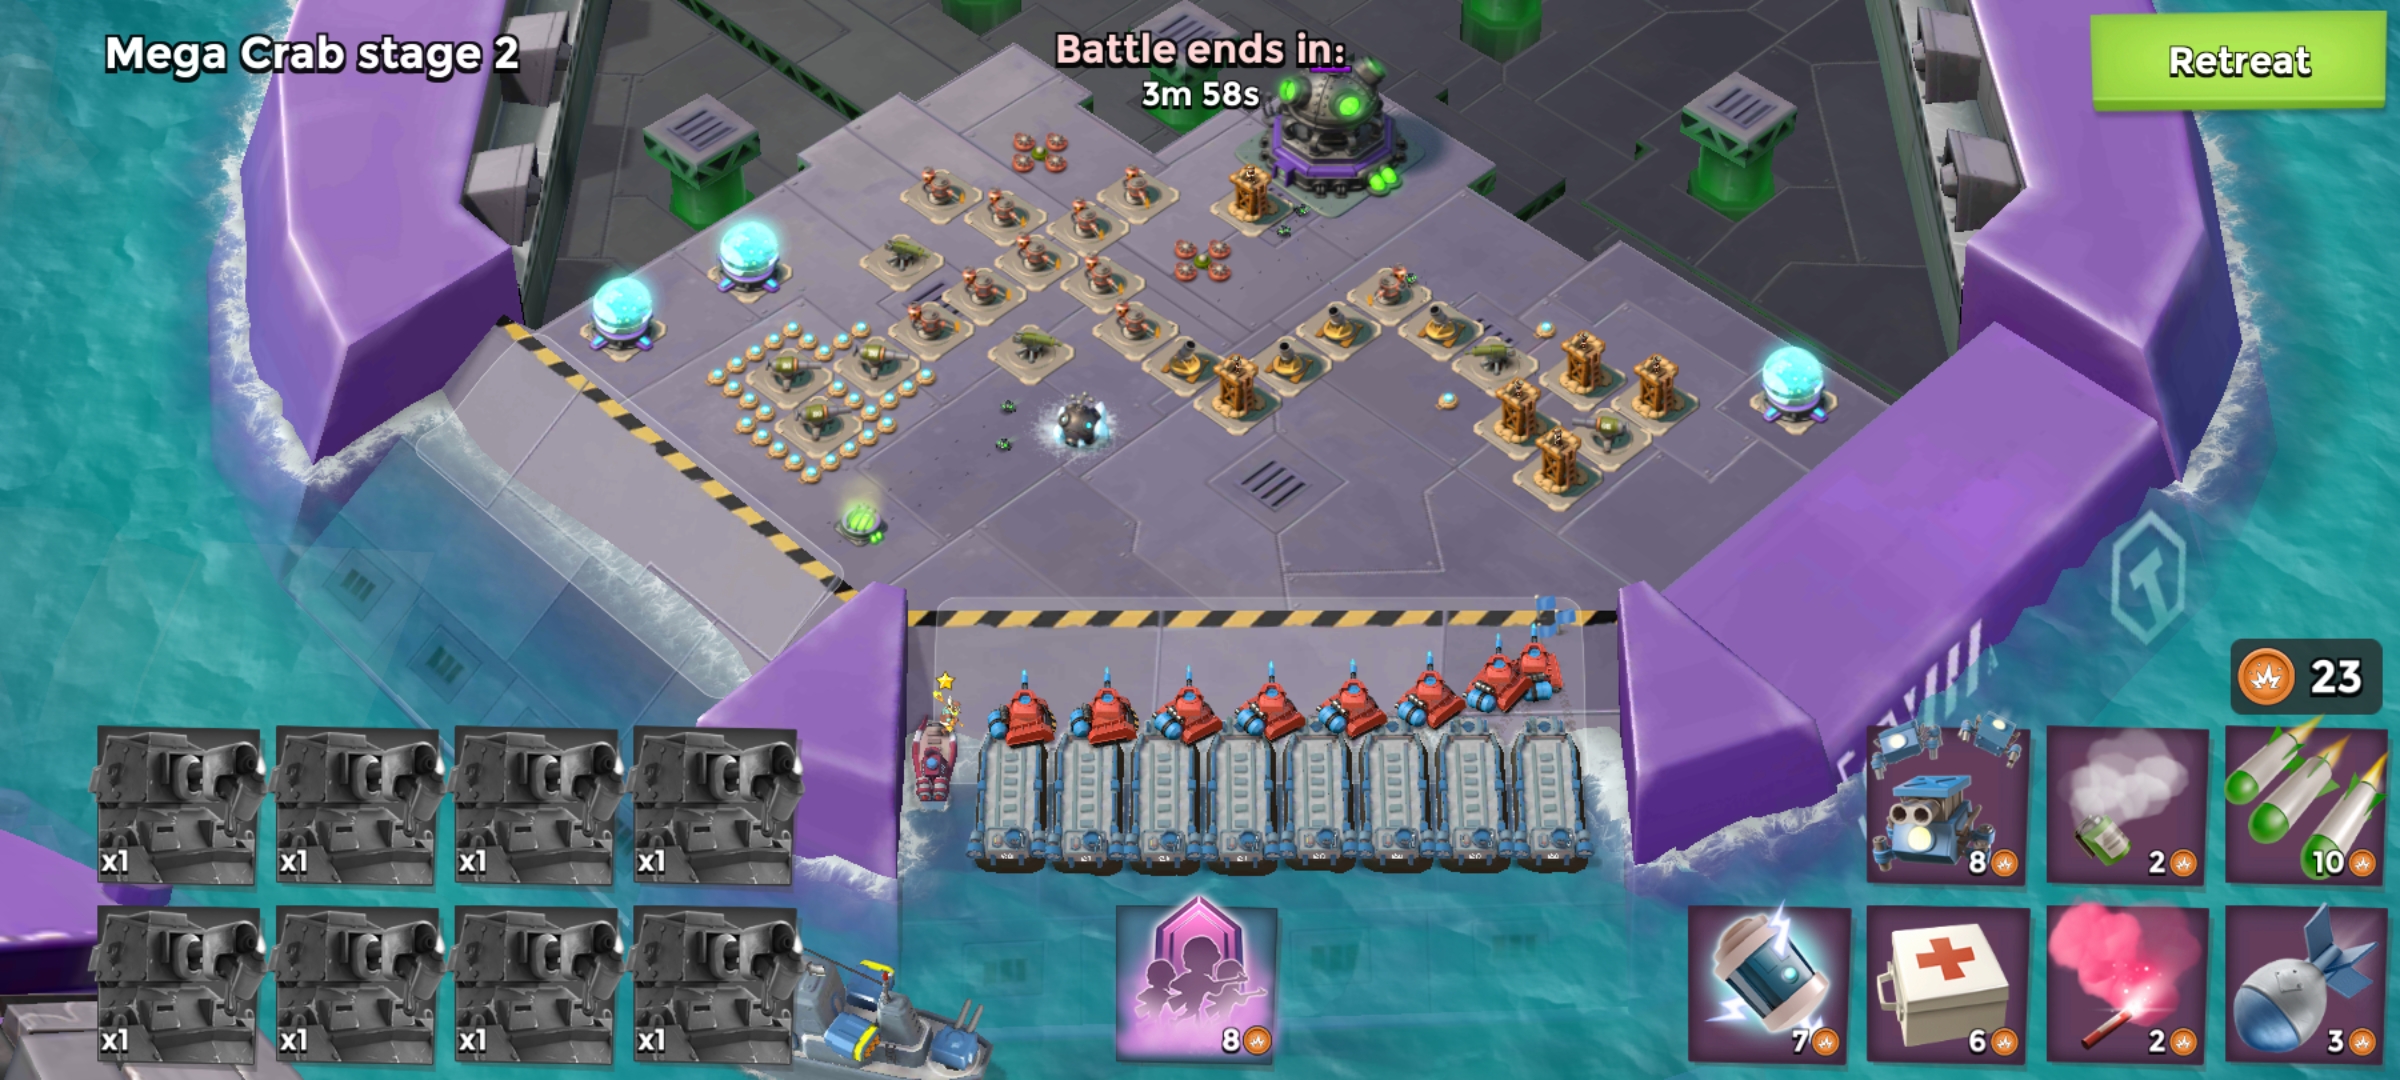 Mega Crab stage 2
Battle ends in:
3m 58s
Retreat
23
x1
x1
x1
x1
8
2
10
x1
x1
x1
x1
8
7
6
2
3